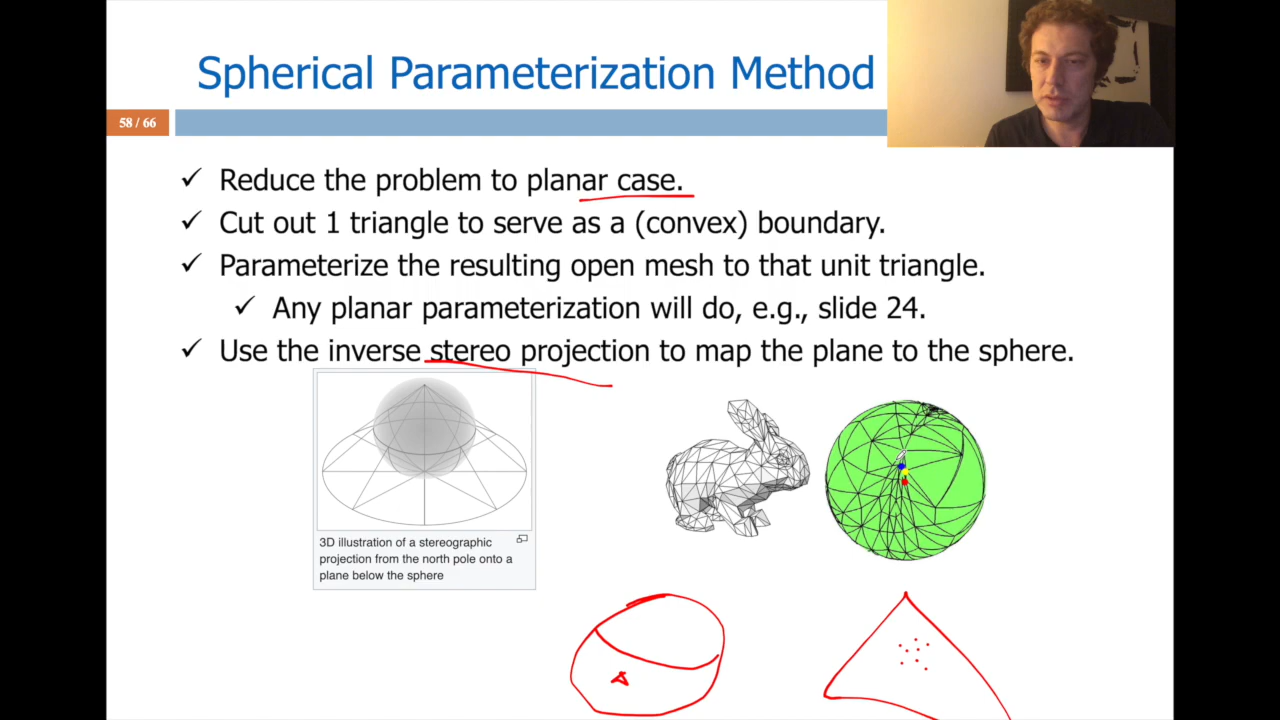 Spherical Parameterization Method
58 / 66
✓ Reduce the problem to planar case.
✓ Cut out 1 triangle to serve as a (convex) boundary.
✓ Parameterize the resulting open mesh to that unit triangle.
✓ Any planar parameterization will do, e.g., slide 24.
✓ Use the inverse stereo projection to map the plane to the sphere.
3D illustration of a stereographic
projection from the north pole onto a
plane below the sphere